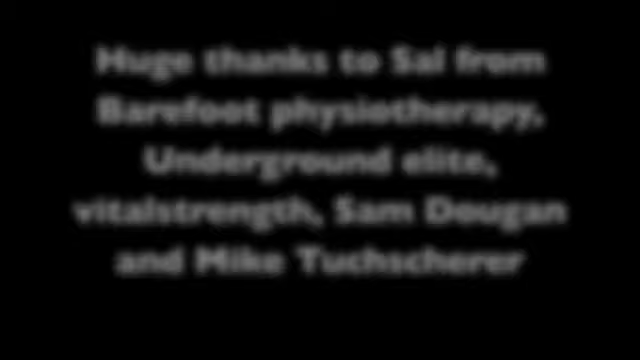 Huge thanks to Sal from
Barefoot physiotherapy,
Underground elite,
vitalstrength, Sam Dougan
and Mike Tuchscherer